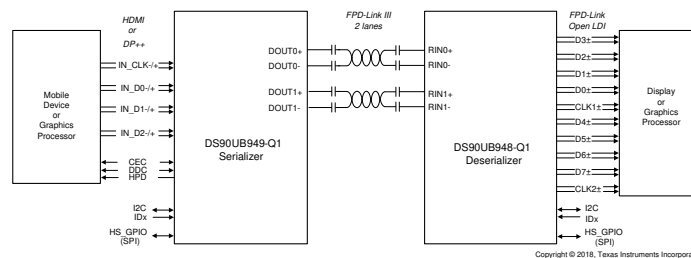 HDMI
or
DP++
FPD-Link III
2 lanes
FPD-Link
Open LDI
Mobile
Device
or
Graphics
Processor
IN_CLK-/+
IN_D0-/+
IN_D1-/+
IN_D2-/+
CEC
DDC
HPD
I2C
IDx
HS_GPIO
(SPI)
DOUT0+
DOUT0-
DOUT1+
DOUT1-
DS90UB949-Q1
Serializer
RIN0+
RIN0-
RIN1+
RIN1-
DS90UB948-Q1
Deserializer
D3±
D2±
D1±
D0±
CLK1±
D4±
D5±
D6±
D7±
CLK2±
I2C
IDx
HS_GPIO
(SPI)
Display
or
Graphics
Processor
Copyright © 2018, Texas Instruments Incorpora